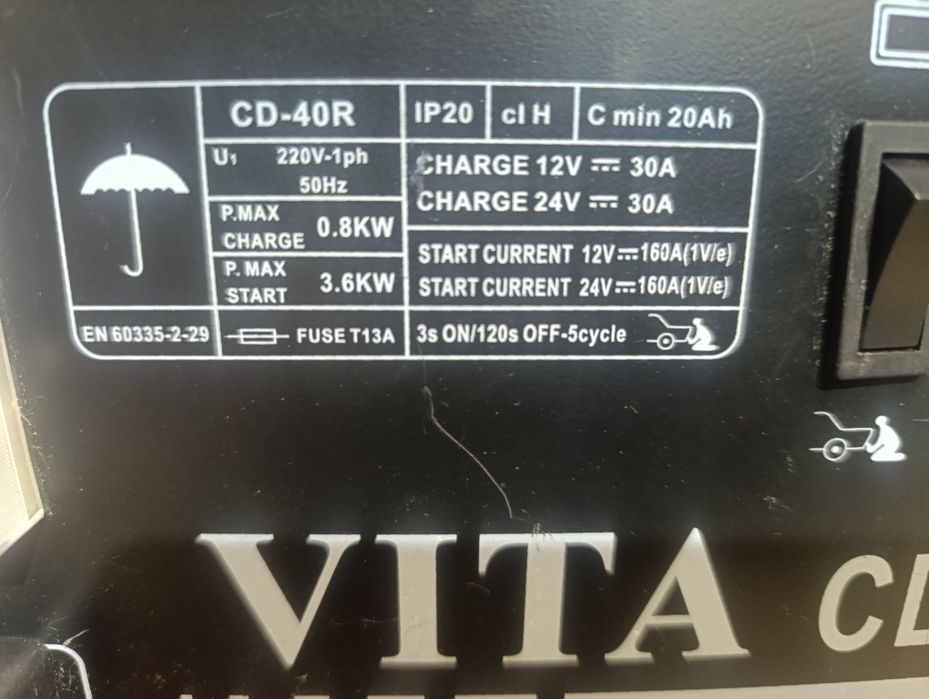 CD-40R
IP20
cl H
C min 20Ah
U1 220V-1ph
50Hz
CHARGE 12V 30A
CHARGE 24V 30A
P.MAX
CHARGE 0.8KW
P. MAX
START 3.6KW
START CURRENT 12V 160A(1V/e)
START CURRENT 24V 160A(1V/e)
EN 60335-2-29
FUSE T13A
3s ON/120s OFF-5cycle
VITA